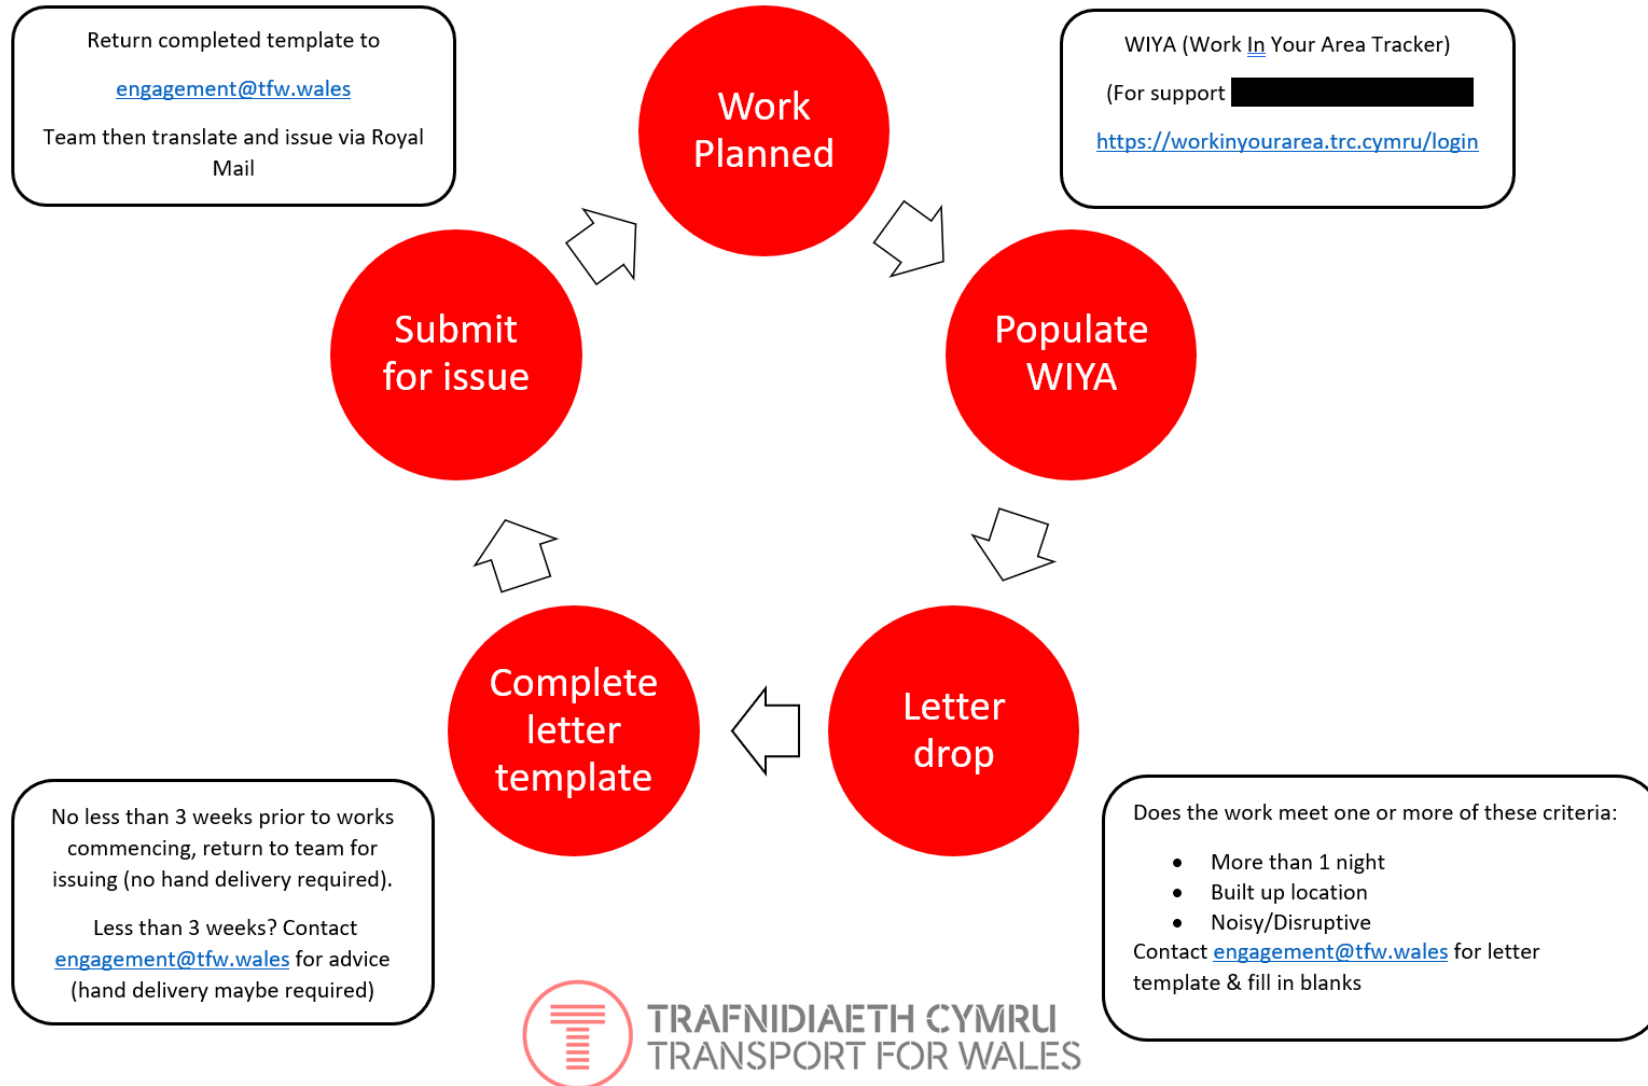 Return completed template to
engagement@tfw.wales
Team then translate and issue via Royal
Mail
Work
Planned
WIYA (Work In Your Area Tracker)
(For support
https://workinyourarea.trc.cymru/login
Submit
for issue
Populate
WIYA
Complete
letter
template
Letter
drop
No less than 3 weeks prior to works
commencing, return to team for
issuing (no hand delivery required).
Less than 3 weeks? Contact
engagement@tfw.wales for advice
(hand delivery maybe required)
Does the work meet one or more of these criteria:
• More than 1 night
• Built up location
• Noisy/Disruptive
Contact engagement@tfw.wales for letter
template & fill in blanks
TRAFNIDIAETH CYMRU
TRANSPORT FOR WALES